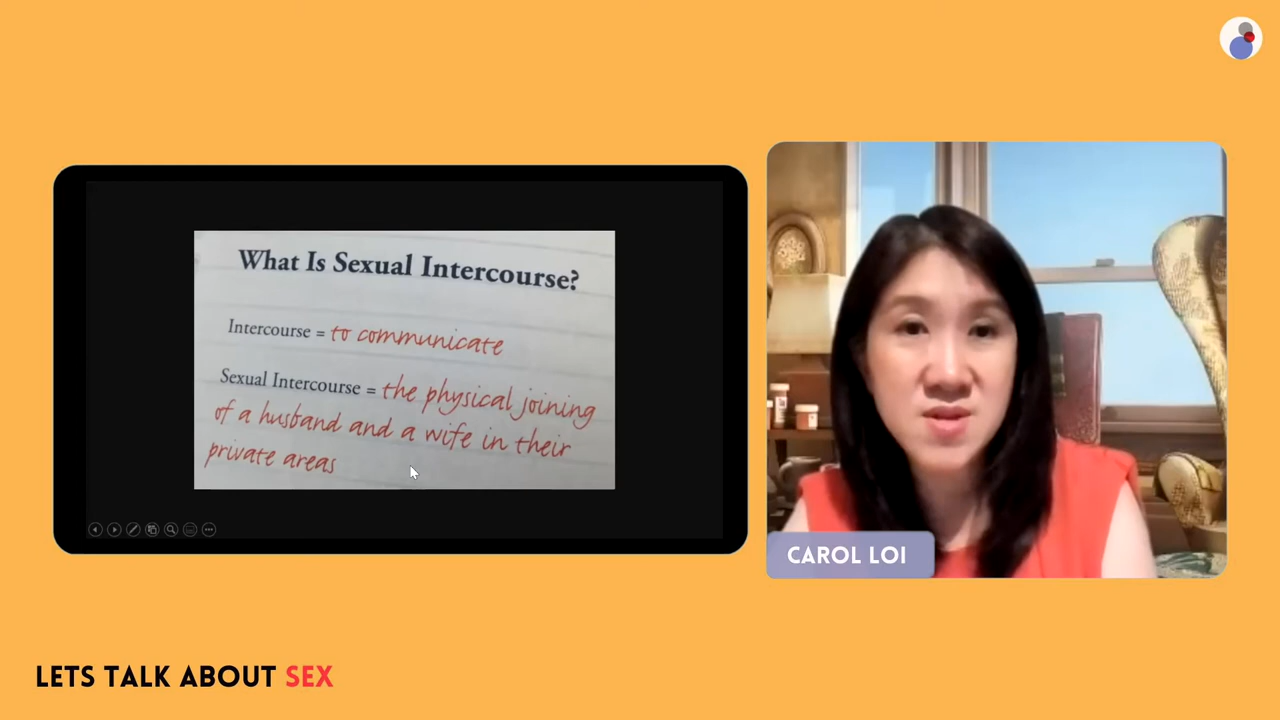 What Is Sexual Intercourse?
Intercourse = to communicate
Sexual Intercourse = the physical joining
of a husband and a wife in their
private areas
CAROL LOI
LETS TALK ABOUT SEX